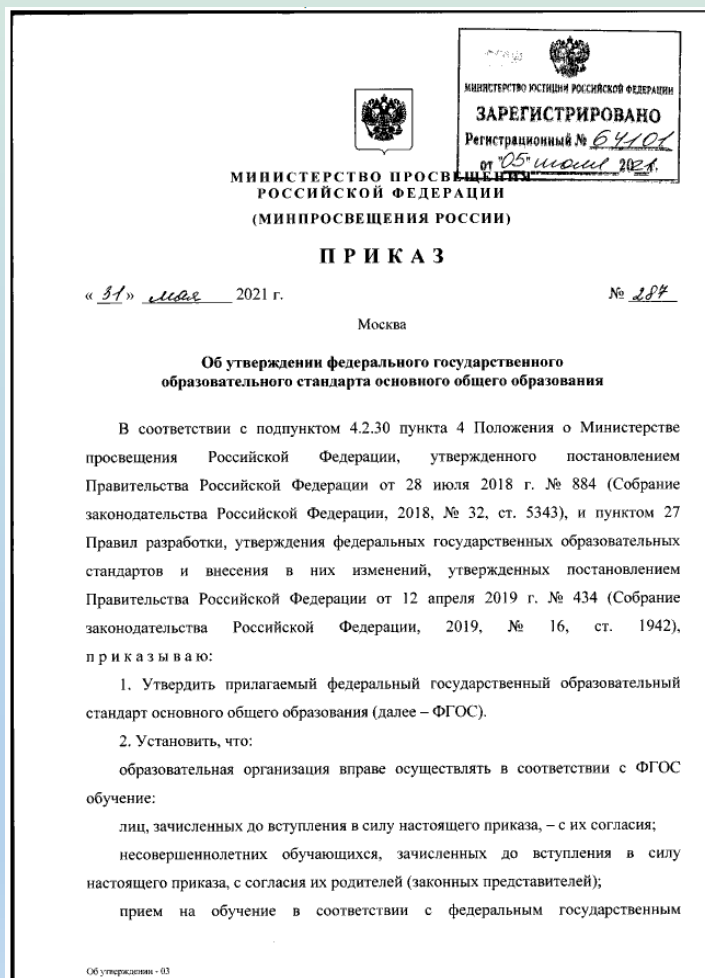 МИНИСТЕРСТВО ЮСТИЦИИ РОССИЙСКОЙ ФЕДЕРАЦИИ
ЗАРЕГИСТРИРОВАНО
Регистрационный № 64101
от "05" июля 2021.
МИНИСТЕРСТВО ПРОСВЕЩЕНИЯ
РОССИЙСКОЙ ФЕДЕРАЦИИ
(МИНПРОСВЕЩЕНИЯ РОССИИ)
П Р И К А З
« 31 » мая 2021 г. № 287
Москва
Об утверждении федерального государственного
образовательного стандарта основного общего образования
В соответствии с подпунктом 4.2.30 пункта 4 Положения о Министерстве
просвещения Российской Федерации, утвержденного постановлением
Правительства Российской Федерации от 28 июля 2018 г. № 884 (Собрание
законодательства Российской Федерации, 2018, № 32, ст. 5343), и пунктом 27
Правил разработки, утверждения федеральных государственных образовательных
стандартов и внесения в них изменений, утвержденных постановлением
Правительства Российской Федерации от 12 апреля 2019 г. № 434 (Собрание
законодательства Российской Федерации, 2019, № 16, ст. 1942),
п р и к а з ы в а ю:
1. Утвердить прилагаемый федеральный государственный образовательный
стандарт основного общего образования (далее – ФГОС).
2. Установить, что:
образовательная организация вправе осуществлять в соответствии с ФГОС
обучение:
лиц, зачисленных до вступления в силу настоящего приказа, – с их согласия;
несовершеннолетних обучающихся, зачисленных до вступления в силу
настоящего приказа, с согласия их родителей (законных представителей);
прием на обучение в соответствии с федеральным государственным
Об утверждении - 03